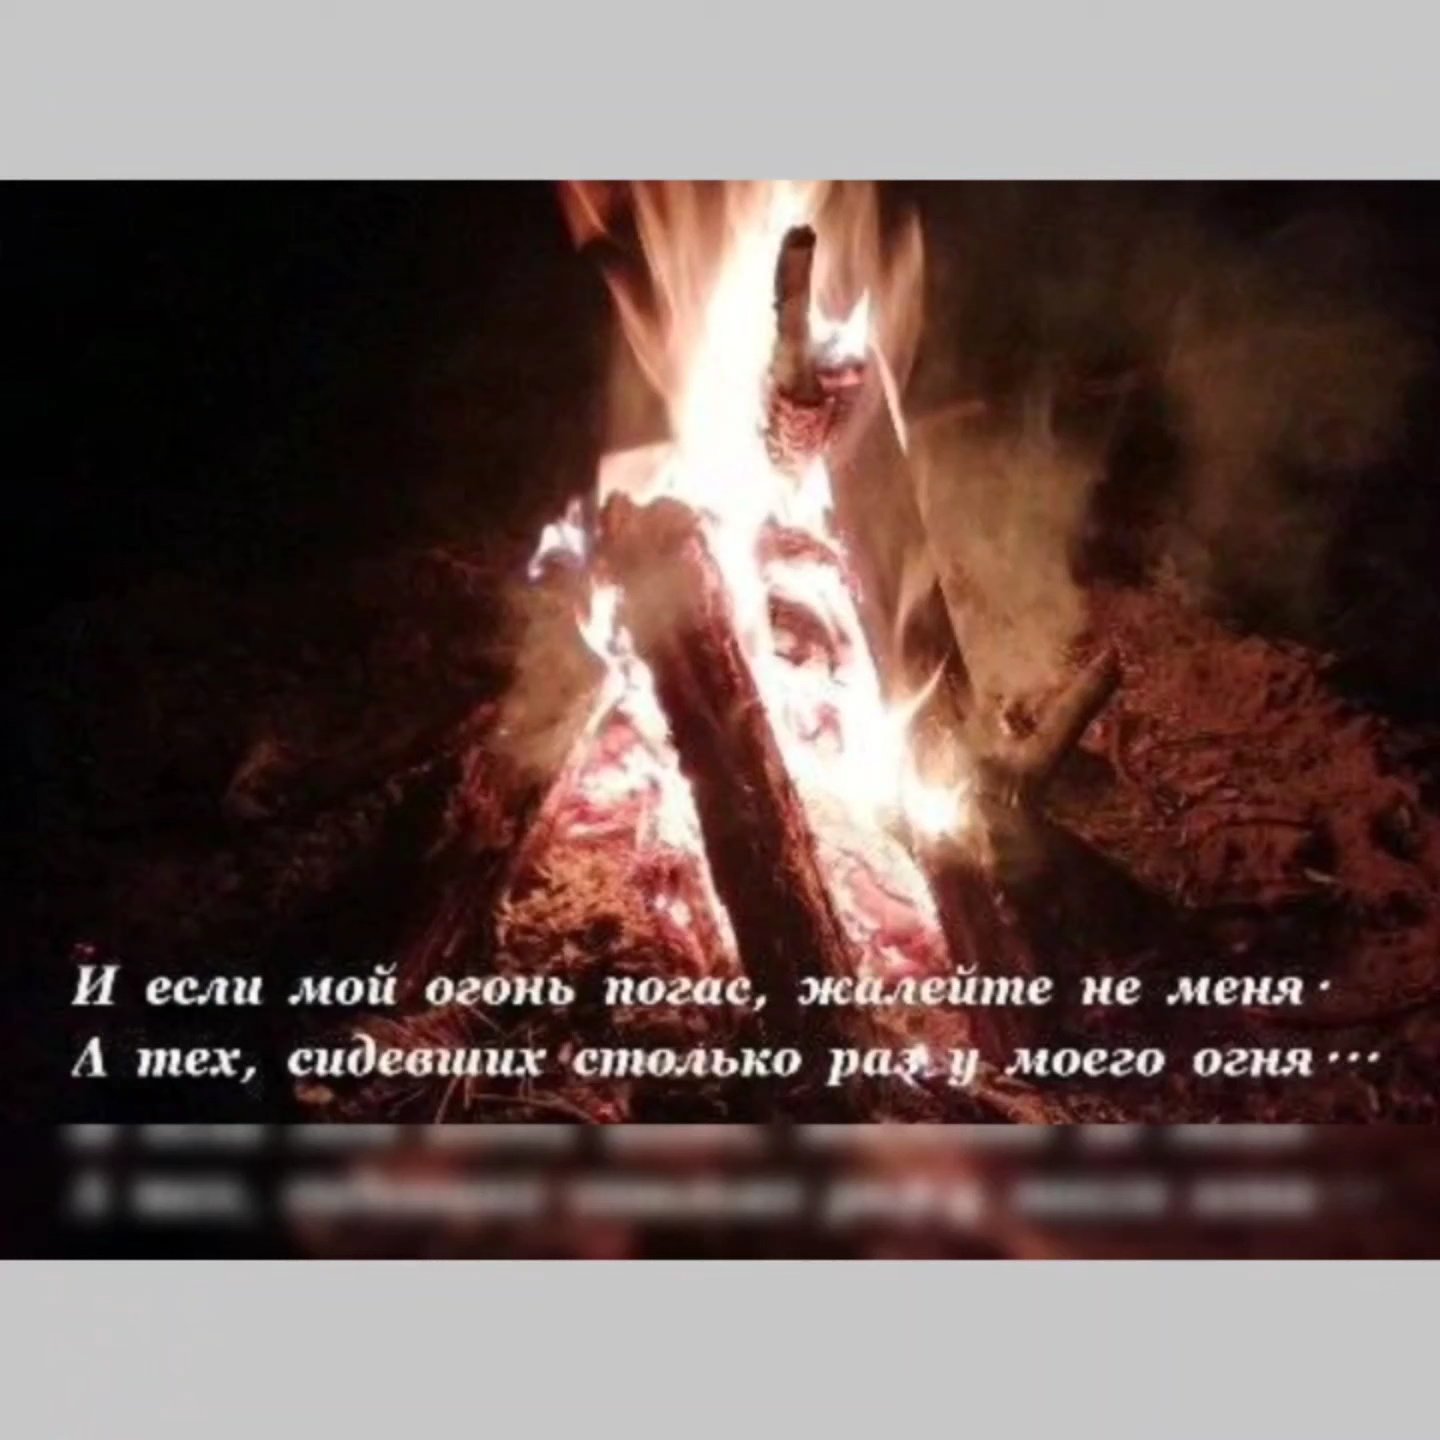 И если мой огонь погас, жалейте не меня.
А тех, сидевших столько раз у моего огня...